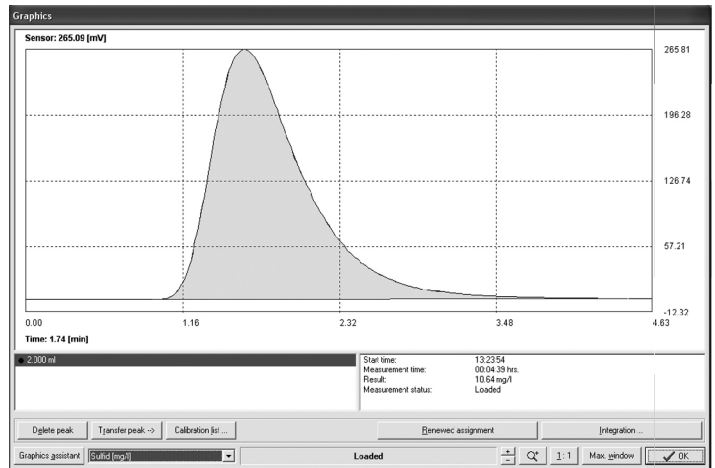 Graphics
Sensor: 265.09 [mV]
265 81
196 28
126 74
57.21
-12.32
0.00 1.16 2.32 3.48 4.63
Time: 1.74 [min]
2.000 ml
Start time: 13:23:54
Measurement time: 00:04:39 hrs.
Result: 10.64 mg/l
Measurement status: Loaded
Delete peak Transfer peak --> Calibration list ... Renewec assignment Integration ...
Graphics assistant Sulfid [mg/l] Loaded + - 1 : 1 Max. window OK